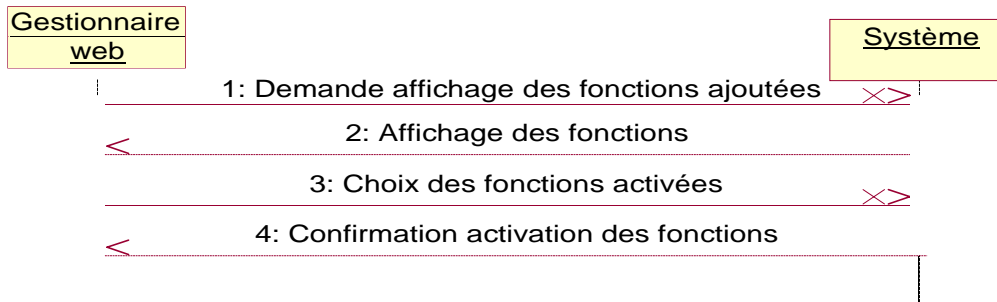 Gestionnaire
web
Système
1: Demande affichage des fonctions ajoutées
2: Affichage des fonctions
3: Choix des fonctions activées
4: Confirmation activation des fonctions